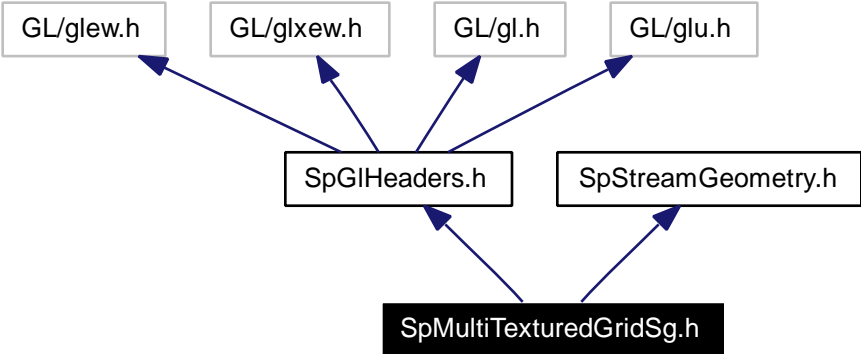 GL/glew.h
GL/glxew.h
GL/gl.h
GL/glu.h
SpGlHeaders.h
SpStreamGeometry.h
SpMultiTexturedGridSg.h